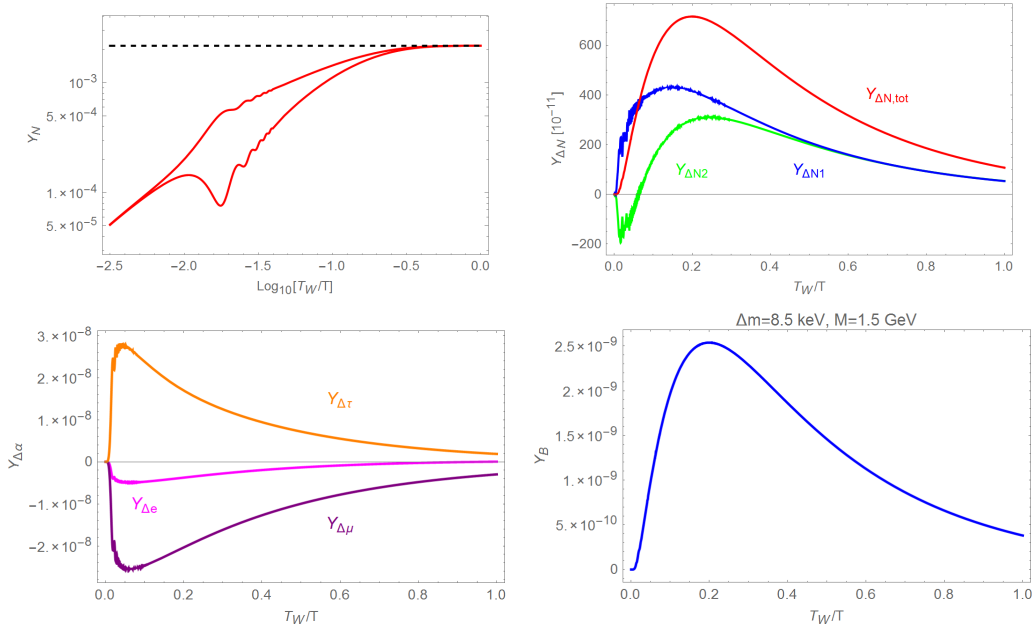 10⁻³
5.×10⁻⁴
1.×10⁻⁴
5.×10⁻⁵
Y_N
−2.5 −2.0 −1.5 −1.0 −0.5 0.0
Log₁₀[T_W/T]
600
400
200
0
−200
Y_ΔN [10⁻¹¹]
Y_ΔN,tot
Y_ΔN2
Y_ΔN1
0.0 0.2 0.4 0.6 0.8 1.0
T_W/T
3.×10⁻⁸
2.×10⁻⁸
1.×10⁻⁸
0
−1.×10⁻⁸
−2.×10⁻⁸
Y_Δα
Y_Δτ
Y_Δe
Y_Δμ
0.0 0.2 0.4 0.6 0.8 1.0
T_W/T
Δm=8.5 keV, M=1.5 GeV
2.5×10⁻⁹
2.×10⁻⁹
1.5×10⁻⁹
1.×10⁻⁹
5.×10⁻¹⁰
0
Y_B
0.0 0.2 0.4 0.6 0.8 1.0
T_W/T